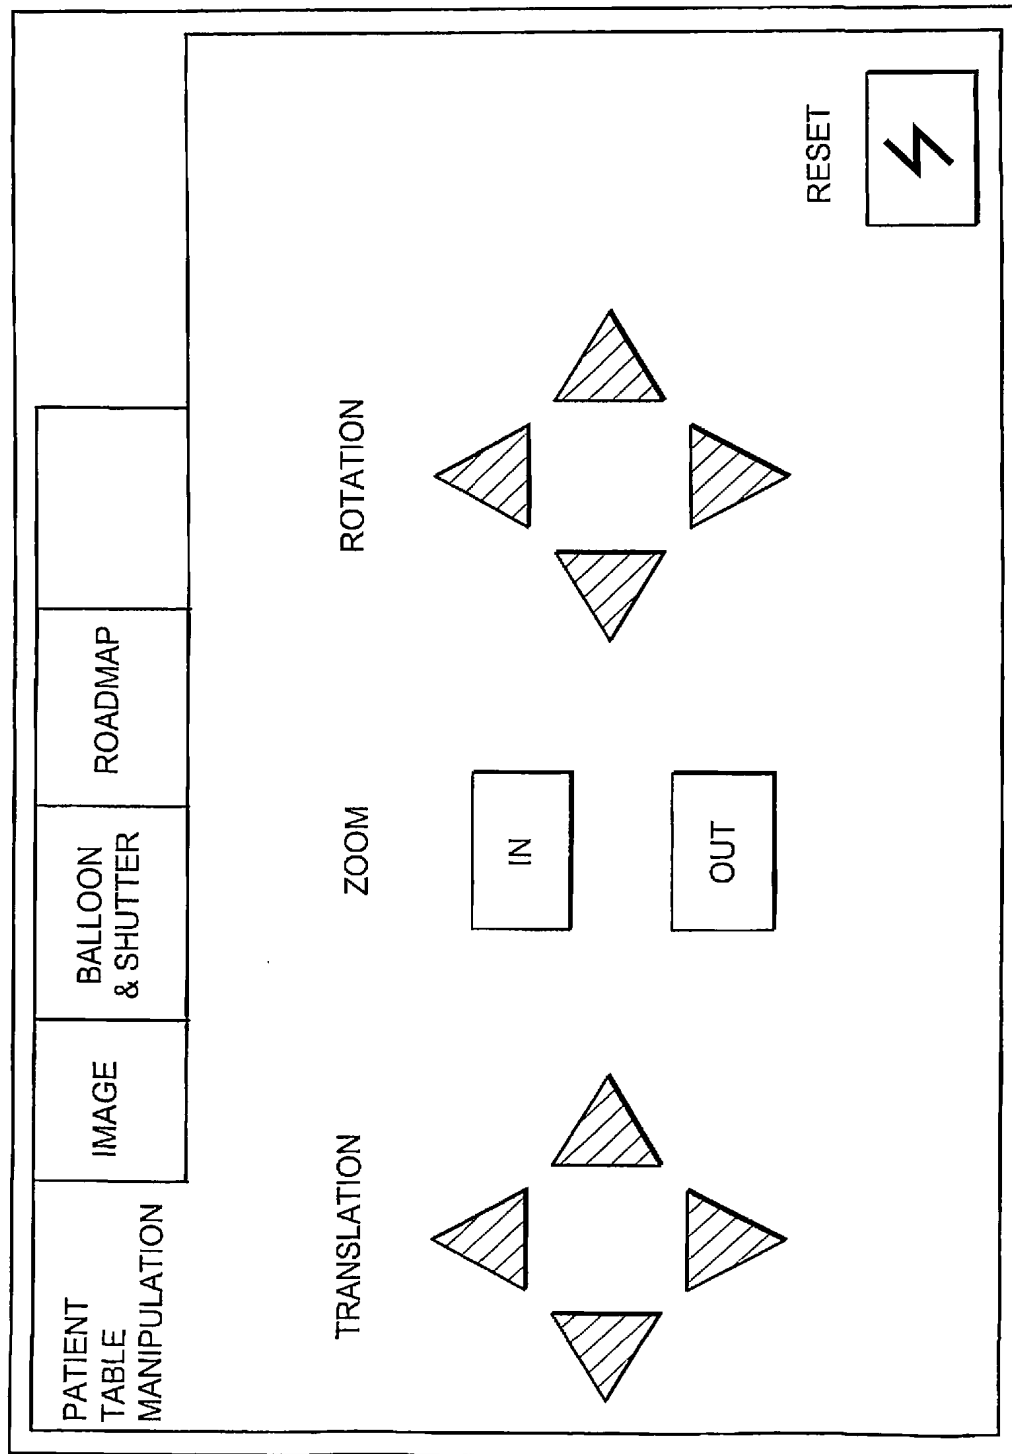 PATIENT
TABLE
MANIPULATION
IMAGE
BALLOON
& SHUTTER
ROADMAP
TRANSLATION
ZOOM
ROTATION
IN
OUT
RESET